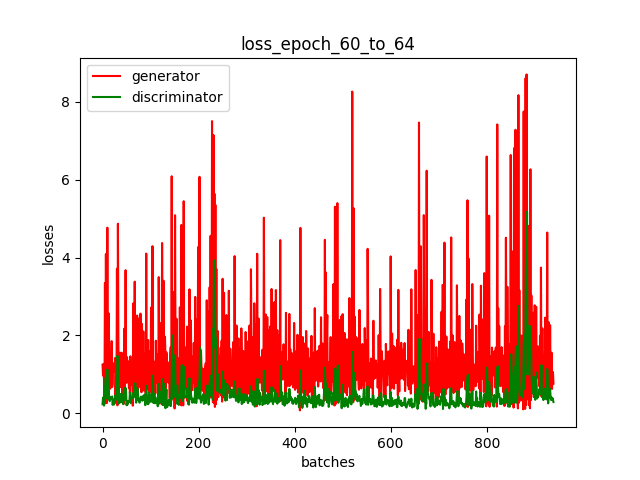 loss_epoch_60_to_64
generator
discriminator
losses
8
6
4
2
0
0 200 400 600 800
batches